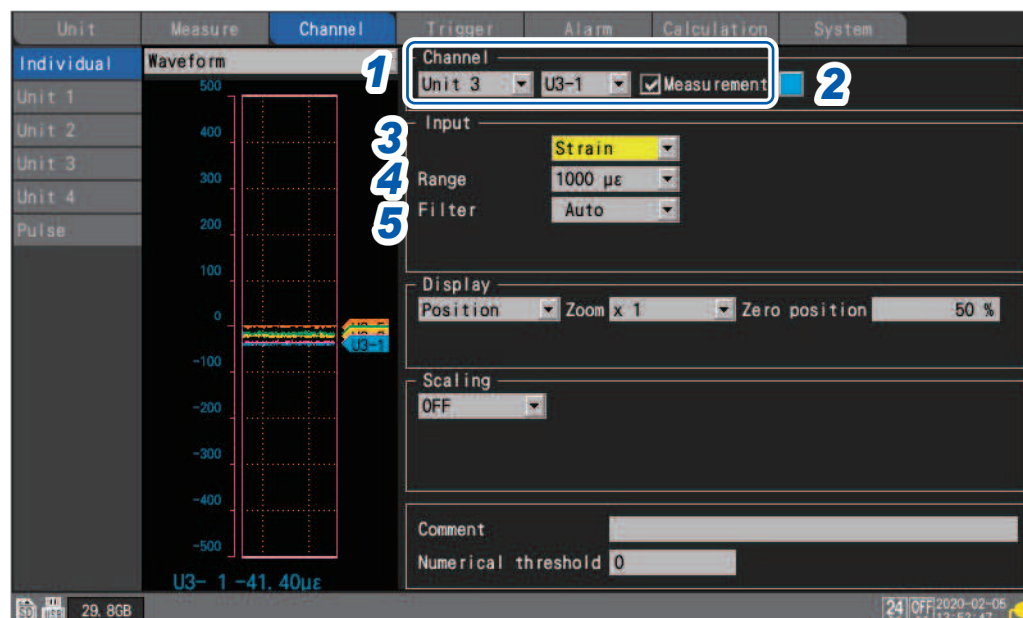 Unit Measure Channel Trigger Alarm Calculation System
Individual
Unit 1
Unit 2
Unit 3
Unit 4
Pulse
Waveform
500
400
300
200
100
0
-100
-200
-300
-400
-500
U3-1
U3- 1 -41. 40µε
Channel
1 Unit 3 U3-1 Measurement 2
Input
3 Strain
4 Range 1000 µε
5 Filter Auto
Display
Position Zoom x 1 Zero position 50 %
Scaling
OFF
Comment
Numerical threshold 0
SD 29. 8GB
24 OFF 2020-02-05